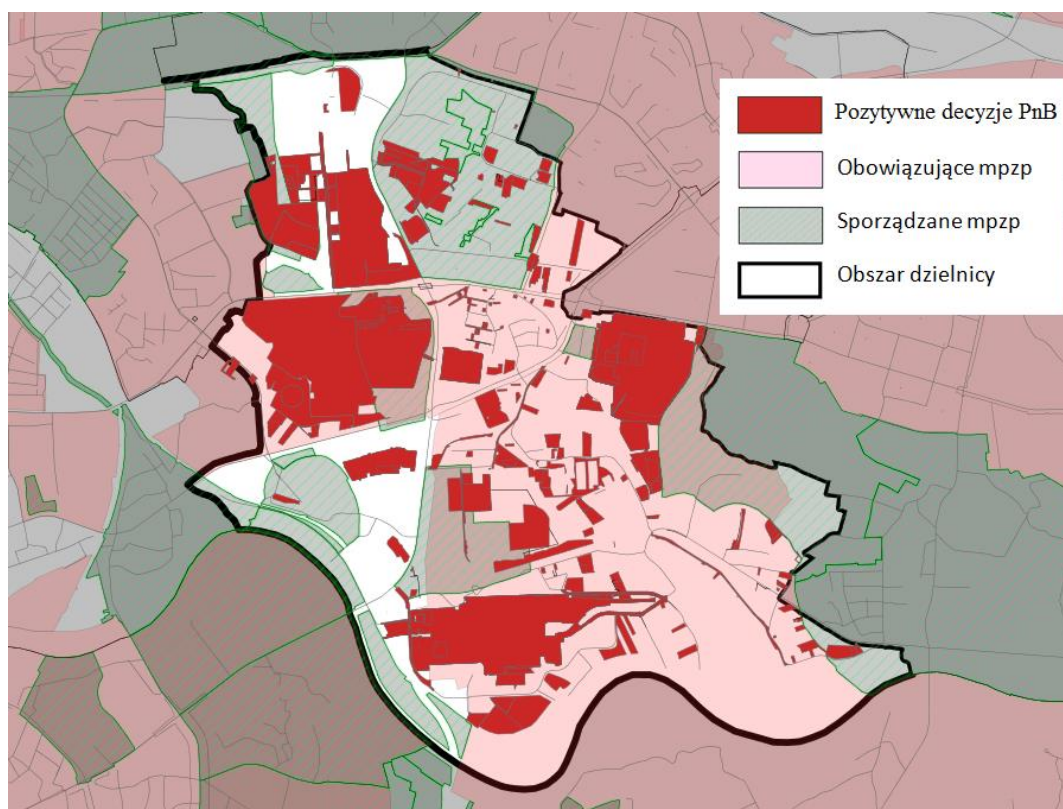 Pozytywne decyzje PnB
Obowiązujące mpzp
Sporządzane mpzp
Obszar dzielnicy